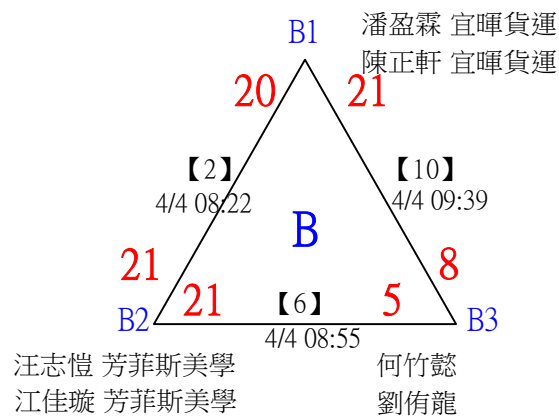 B1
潘盈霖 宜暉貨運
陳正軒 宜暉貨運
20
21
【2】
4/4 08:22
【10】
4/4 09:39
B
21
8
21
【6】
5
B2
4/4 08:55
B3
汪志愷 芳菲斯美學
江佳璇 芳菲斯美學
何竹懿
劉侑龍